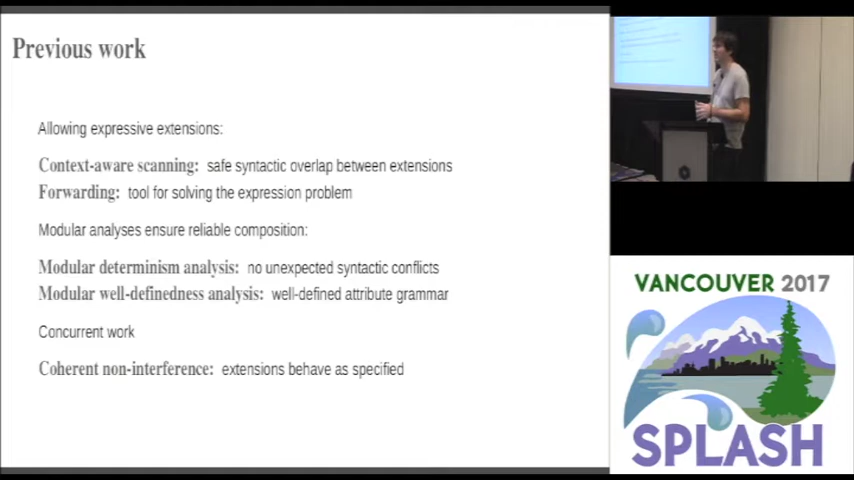 Previous work
Allowing expressive extensions:
Context-aware scanning: safe syntactic overlap between extensions
Forwarding: tool for solving the expression problem
Modular analyses ensure reliable composition:
Modular determinism analysis: no unexpected syntactic conflicts
Modular well-definedness analysis: well-defined attribute grammar
Concurrent work
Coherent non-interference: extensions behave as specified
VANCOUVER 2017
SPLASH